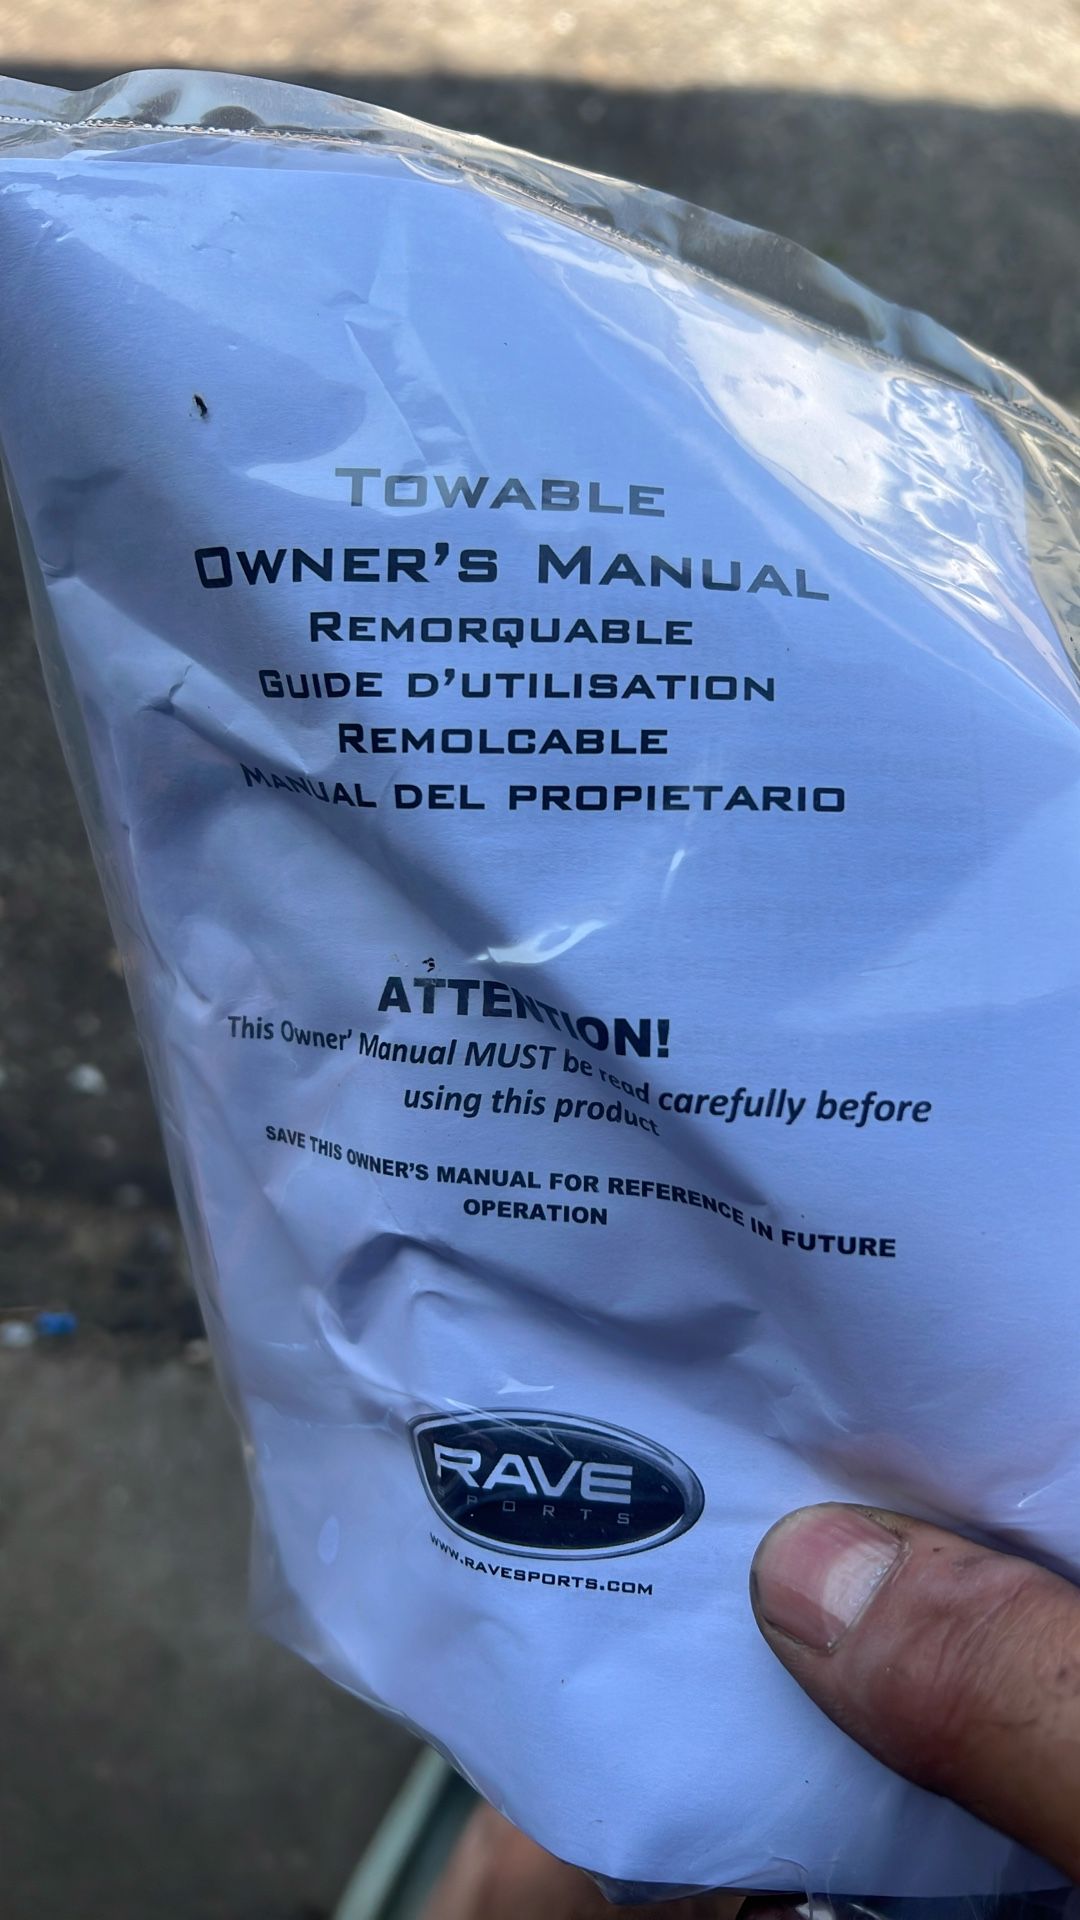 TOWABLE
OWNER'S MANUAL
REMORQUABLE
GUIDE D'UTILISATION
REMOLCABLE
MANUAL DEL PROPIETARIO
ATTENTION!
This Owner' Manual MUST be read carefully before
using this product
SAVE THIS OWNER'S MANUAL FOR REFERENCE IN FUTURE
OPERATION
RAVE
SPORTS
WWW.RAVESPORTS.COM